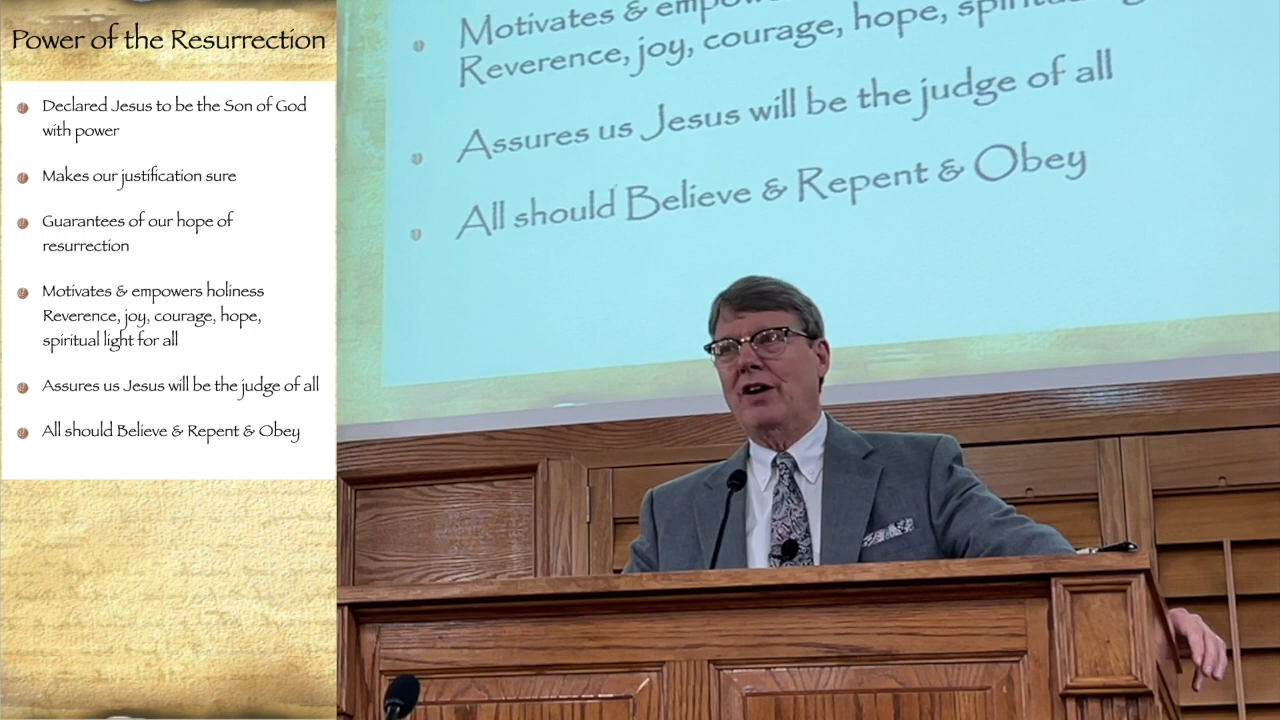 Power of the Resurrection
Declared Jesus to be the Son of God
with power
Makes our justification sure
Guarantees of our hope of
resurrection
Motivates & empowers holiness
Reverence, joy, courage, hope,
spiritual light for all
Assures us Jesus will be the judge of all
All should Believe & Repent & Obey
Motivates &
Reverence, joy, courage, hope,
Assures us Jesus will be the judge of all
All should Believe & Repent & Obey